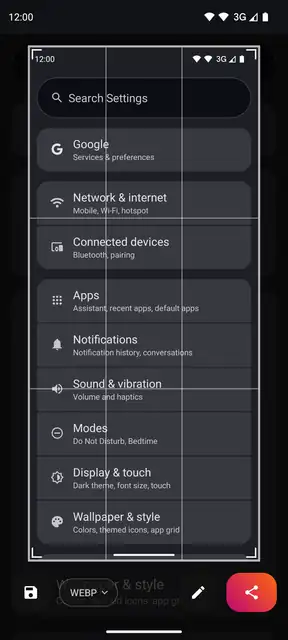 12:00
3G
12:00
3G
Search Settings
Google
Services & preferences
Network & internet
Mobile, Wi-Fi, hotspot
Connected devices
Bluetooth, pairing
Apps
Assistant, recent apps, default apps
Notifications
Notification history, conversations
Sound & vibration
Volume and haptics
Modes
Do Not Disturb, Bedtime
Display & touch
Dark theme, font size, touch
Wallpaper & style
Colors, themed icons, app grid
WEBP